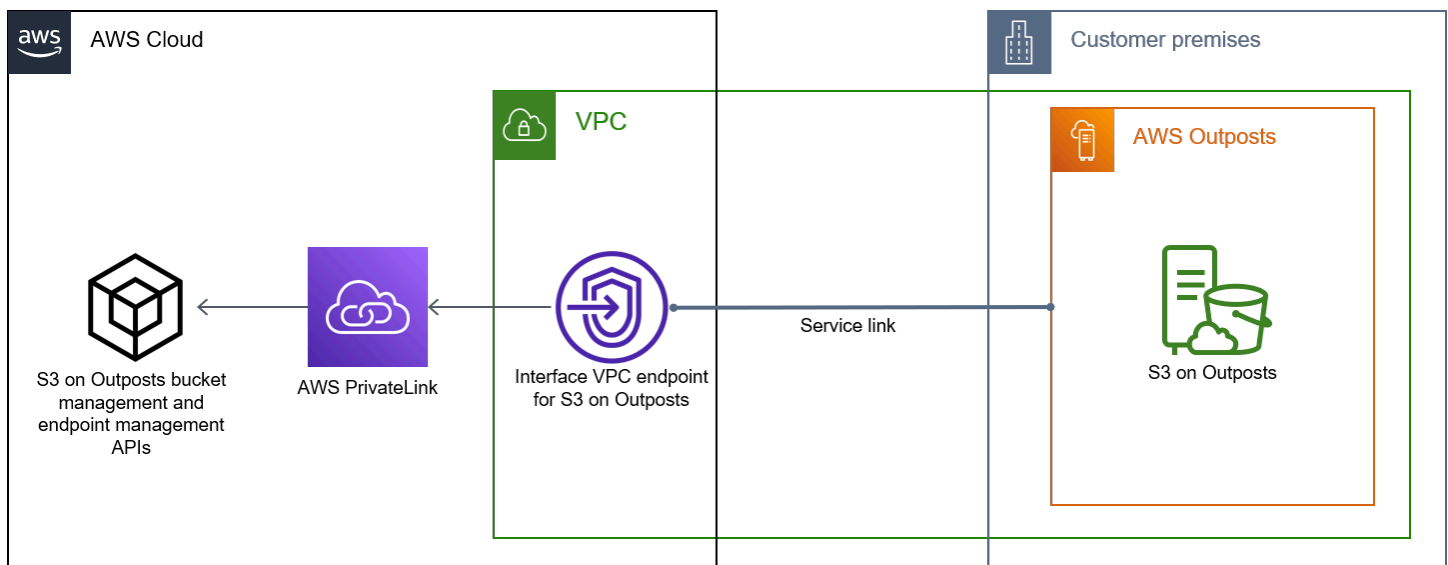 aws
AWS Cloud
Customer premises
VPC
AWS Outposts
S3 on Outposts bucket
management and
endpoint management
APIs
AWS PrivateLink
Interface VPC endpoint
for S3 on Outposts
Service link
S3 on Outposts